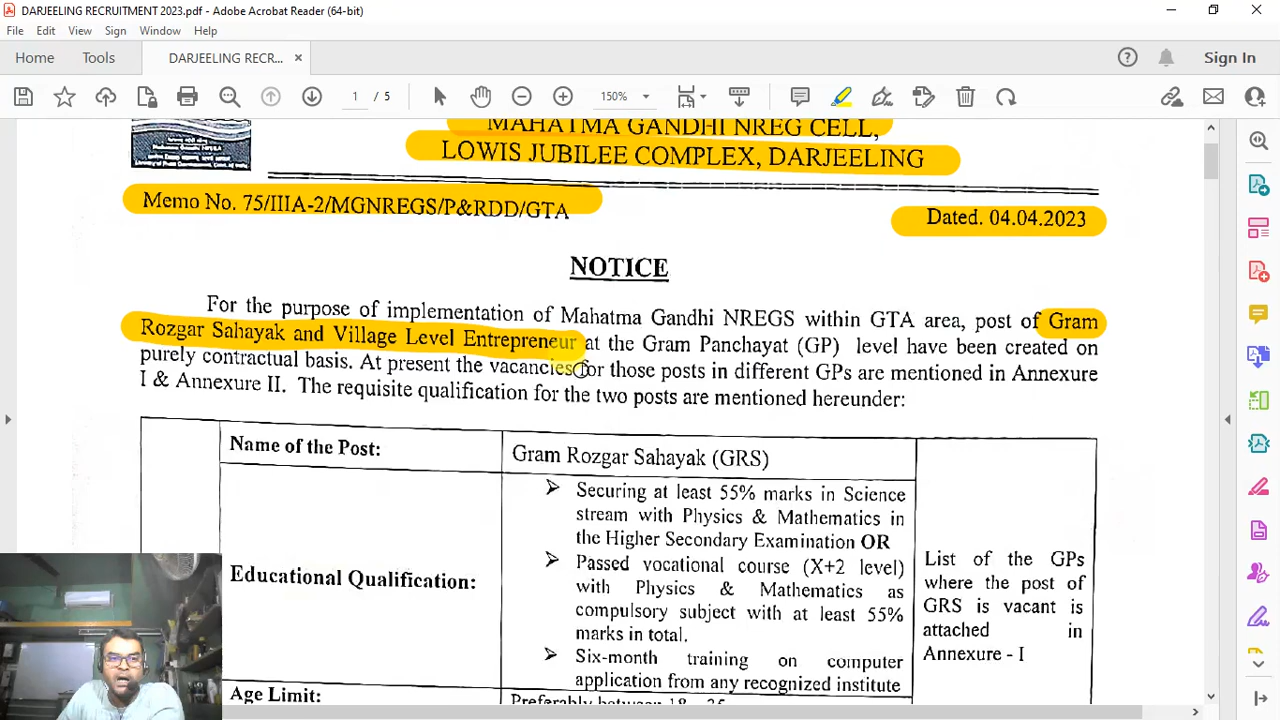 DARJEELING RECRUITMENT 2023.pdf - Adobe Acrobat Reader (64-bit)
File Edit View Sign Window Help
Home Tools DARJEELING RECR... × Sign In
1 / 5 150%
MAHATMA GANDHI NREG CELL,
LOWIS JUBILEE COMPLEX, DARJEELING
Memo No. 75/IIIA-2/MGNREGS/P&RDD/GTA
Dated. 04.04.2023
NOTICE
For the purpose of implementation of Mahatma Gandhi NREGS within GTA area, post of Gram
Rozgar Sahayak and Village Level Entrepreneur at the Gram Panchayat (GP) level have been created on
purely contractual basis. At present the vacancies for those posts in different GPs are mentioned in Annexure
I & Annexure II. The requisite qualification for the two posts are mentioned hereunder:
Name of the Post:
Gram Rozgar Sahayak (GRS)
Educational Qualification:
➢ Securing at least 55% marks in Science
stream with Physics & Mathematics in
the Higher Secondary Examination OR
➢ Passed vocational course (X+2 level)
with Physics & Mathematics as
compulsory subject with at least 55%
marks in total.
➢ Six-month training on computer
application from any recognized institute
List of the GPs
where the post of
GRS is vacant is
attached in
Annexure - I
Age Limit:
Preferably between 18 - 35